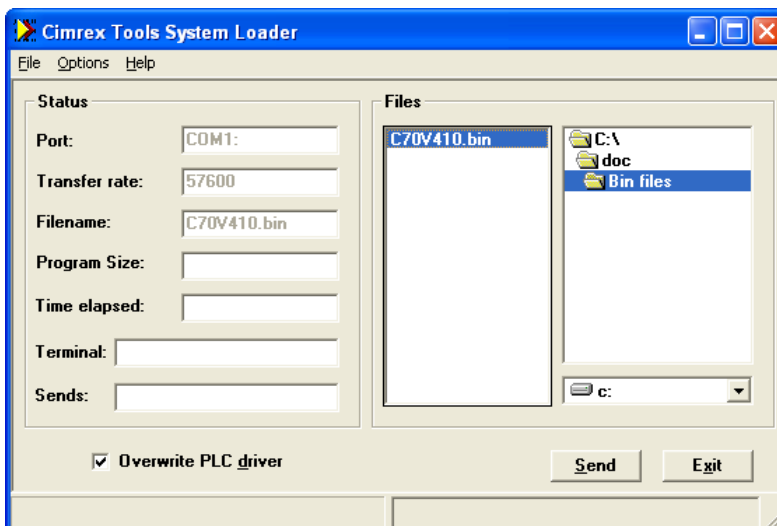 Cimrex Tools System Loader
File Options Help
Status
Port: COM1:
Transfer rate: 57600
Filename: C70V410.bin
Program Size:
Time elapsed:
Terminal:
Sends:
Overwrite PLC driver
Files
C70V410.bin
C:\
doc
Bin files
c:
Send Exit